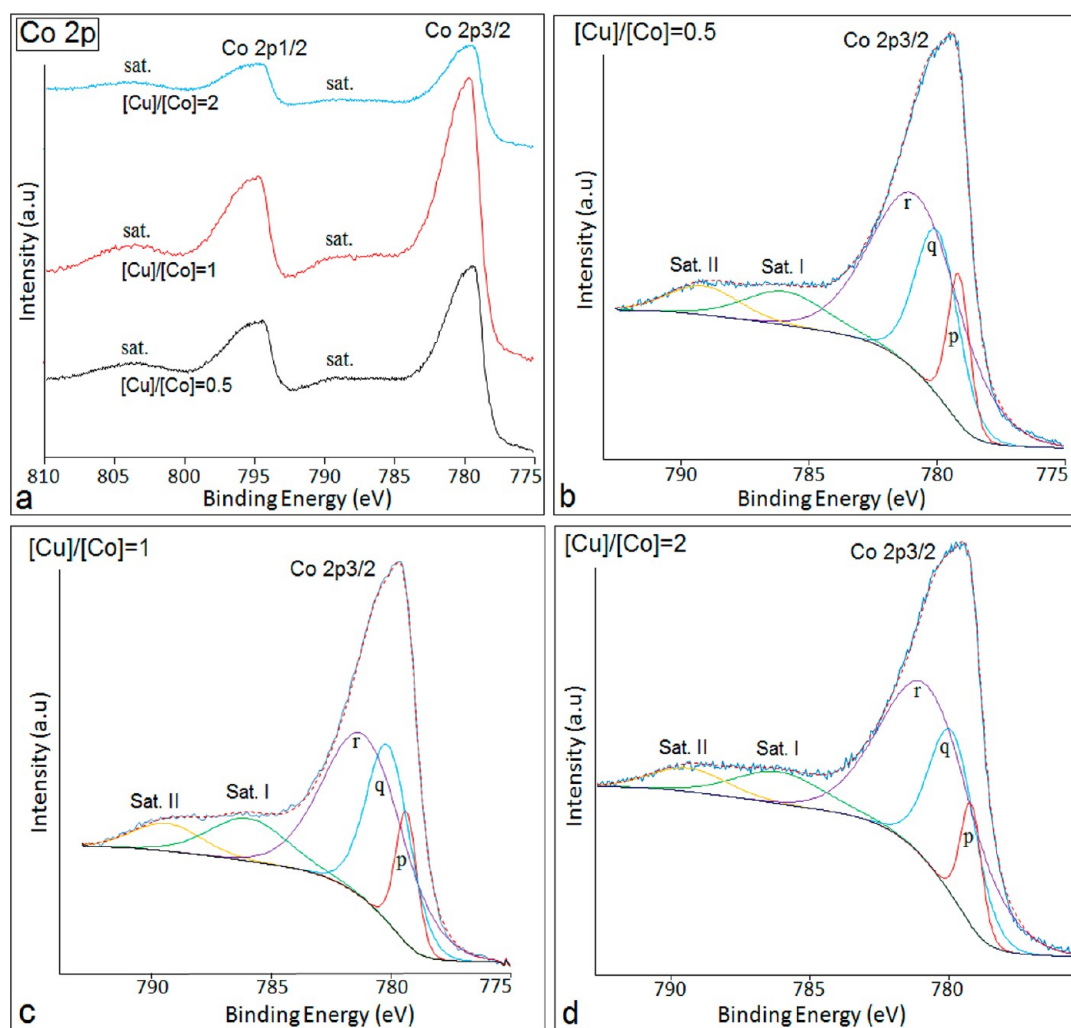 Co 2p
Co 2p1/2
Co 2p3/2
sat.
sat.
[Cu]/[Co]=2
sat.
sat.
[Cu]/[Co]=1
sat.
sat.
[Cu]/[Co]=0.5
Intensity (a.u)
810 805 800 795 790 785 780 775
Binding Energy (eV)
a
[Cu]/[Co]=0.5
Co 2p3/2
r
q
Sat. II
Sat. I
p
Intensity (a.u)
790 785 780 775
Binding Energy (eV)
b
[Cu]/[Co]=1
Co 2p3/2
r
q
Sat. II
Sat. I
p
Intensity (a.u)
790 785 780 775
Binding Energy (eV)
c
[Cu]/[Co]=2
Co 2p3/2
r
q
Sat. II
Sat. I
p
Intensity (a.u)
790 785 780
Binding Energy (eV)
d